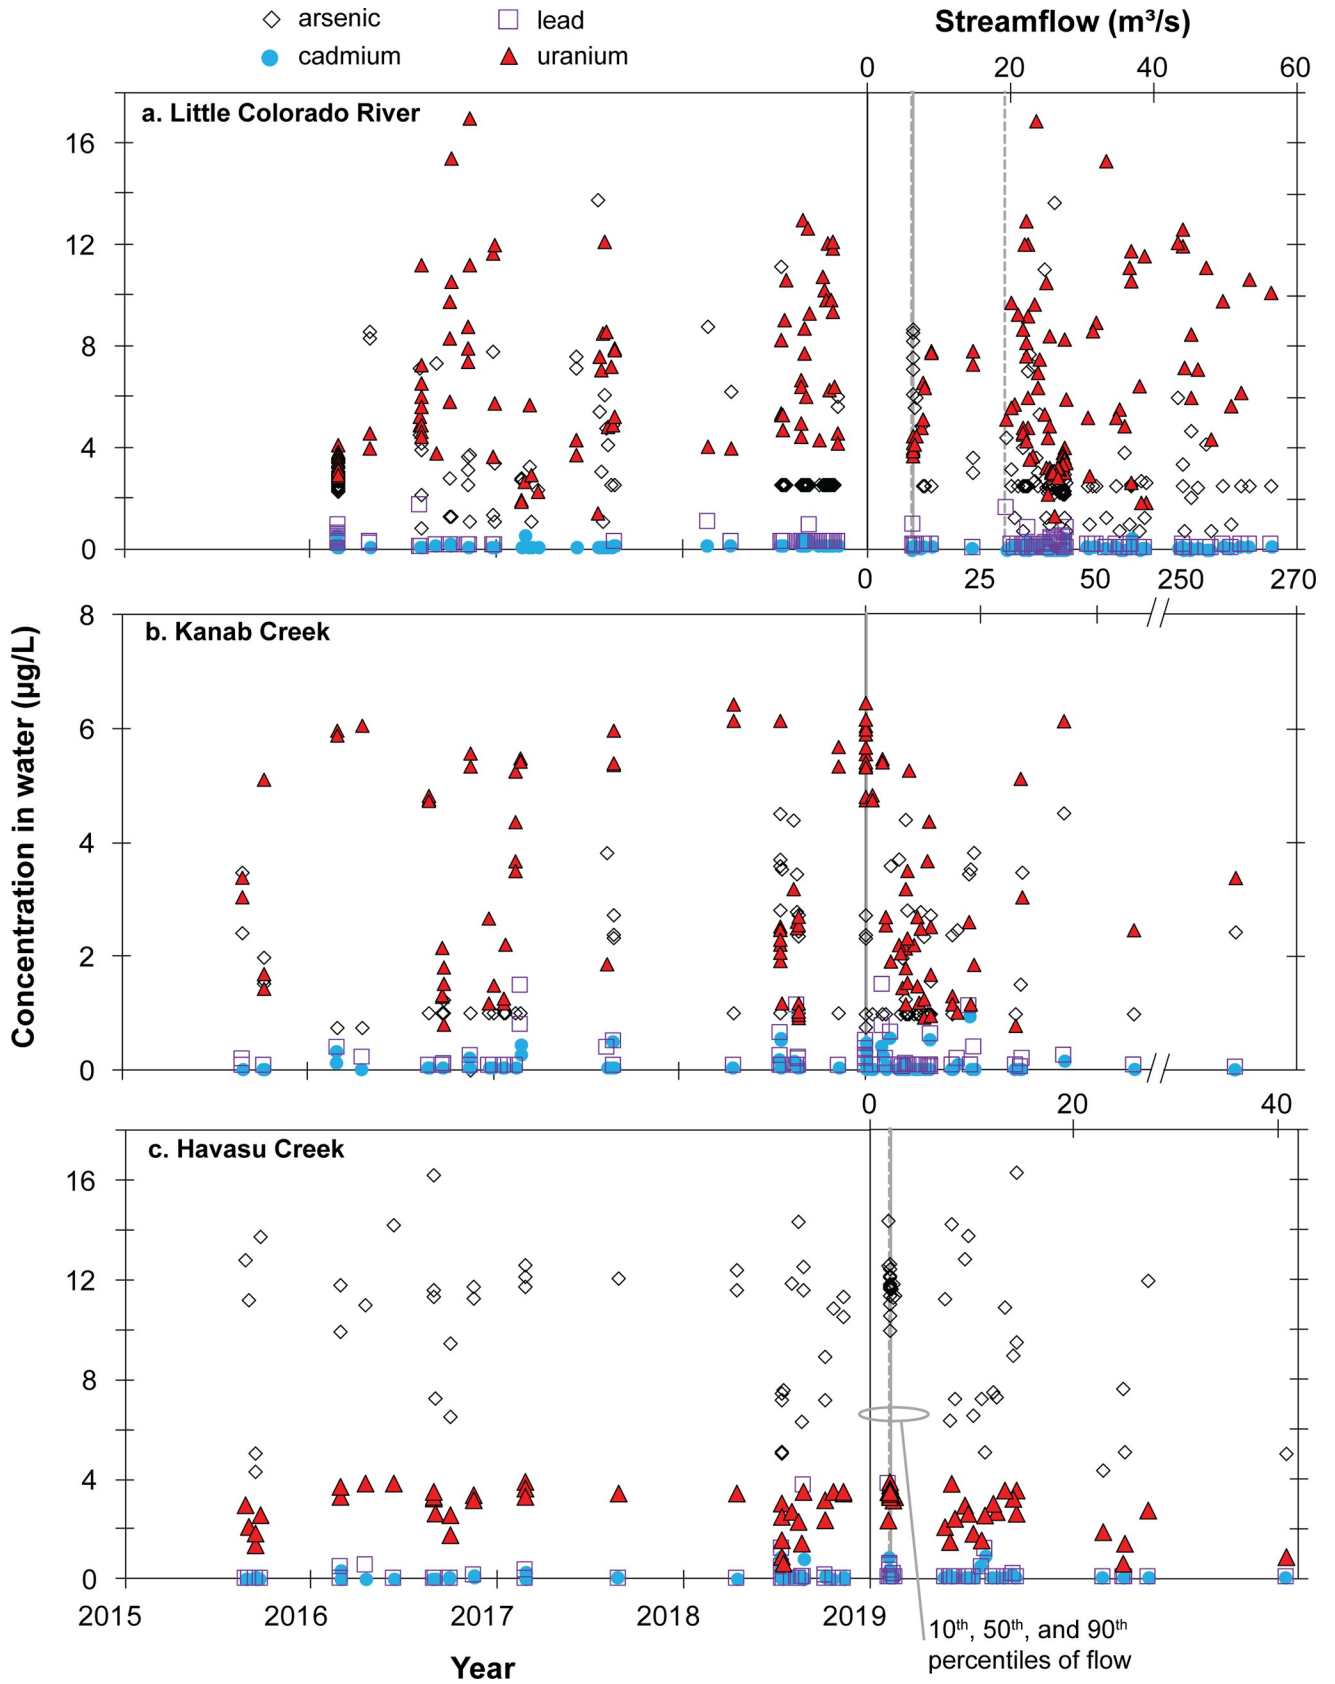 arsenic lead
cadmium uranium
Streamflow (m³/s)
0 20 40 60
a. Little Colorado River
16
12
8
4
0
0 25 50 250 270
b. Kanab Creek
8
6
4
2
0
Concentration in water (µg/L)
0 20 40
c. Havasu Creek
16
12
8
4
0
2015 2016 2017 2018 2019
10th, 50th, and 90th
percentiles of flow
Year